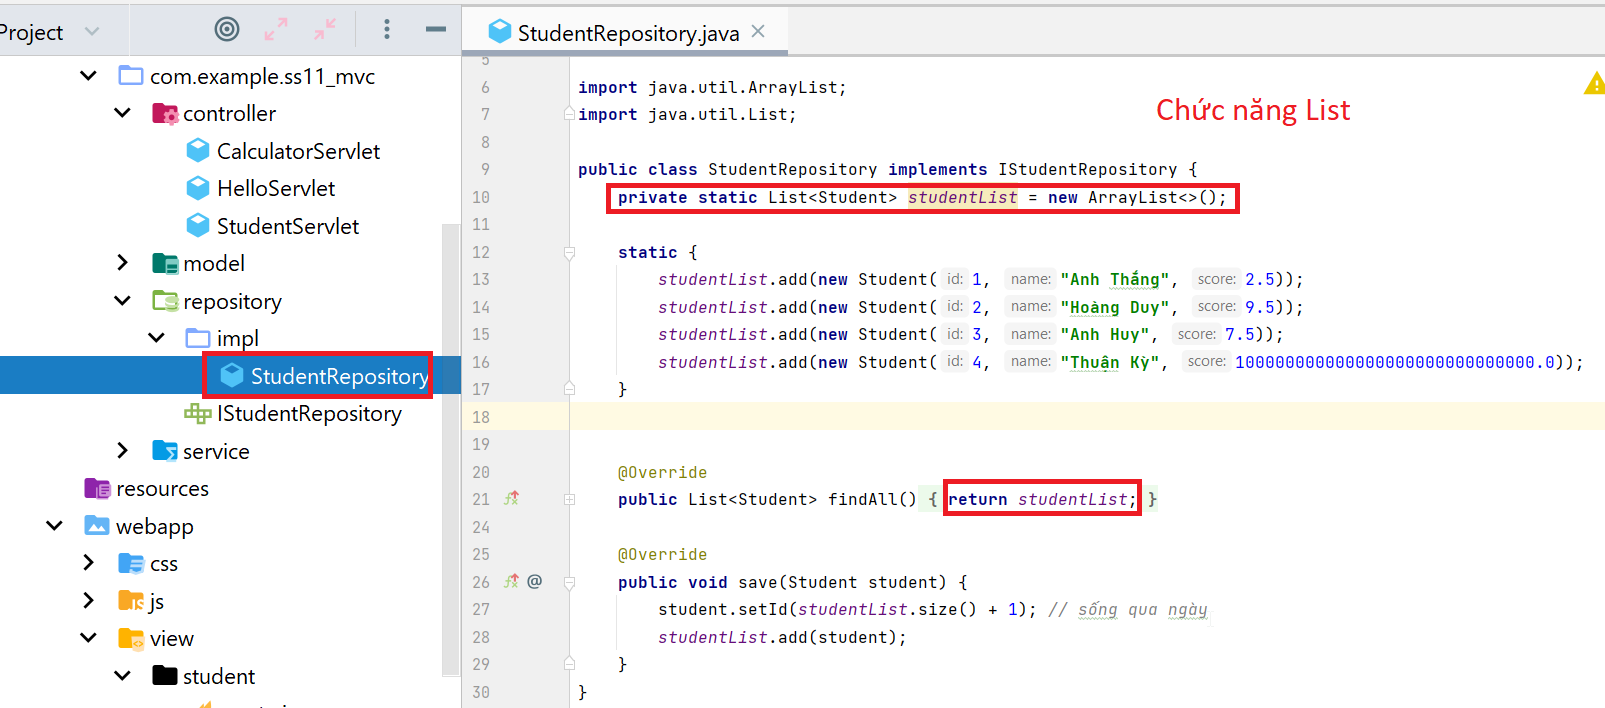 Project
com.example.ss11_mvc
controller
CalculatorServlet
HelloServlet
StudentServlet
model
repository
impl
StudentRepository
IStudentRepository
service
resources
webapp
css
js
view
student
StudentRepository.java
Chức năng List
5
6 import java.util.ArrayList;
7 import java.util.List;
8
9 public class StudentRepository implements IStudentRepository {
10 private static List<Student> studentList = new ArrayList<>();
11
12 static {
13 studentList.add(new Student( id: 1, name: "Anh Thắng", score: 2.5));
14 studentList.add(new Student( id: 2, name: "Hoàng Duy", score: 9.5));
15 studentList.add(new Student( id: 3, name: "Anh Huy", score: 7.5));
16 studentList.add(new Student( id: 4, name: "Thuận Kỳ", score: 10000000000000000000000000000000.0));
17 }
18
19
20 @Override
21 public List<Student> findAll() { return studentList; }
24
25 @Override
26 @ public void save(Student student) {
27 student.setId(studentList.size() + 1); // sống qua ngày
28 studentList.add(student);
29 }
30 }